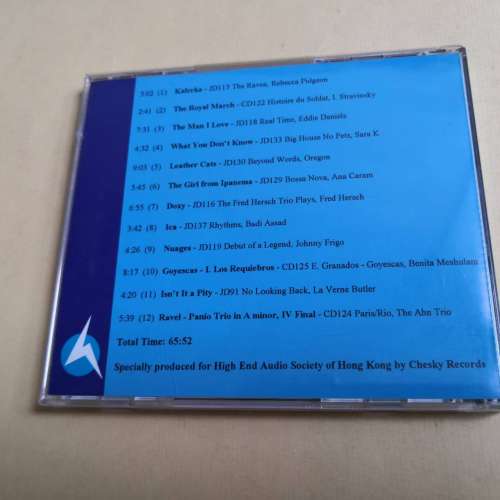 5:02 (1) Kalerka - JD115 The Raven, Rebecca Pidgeon
2:41 (2) The Royal March - CD122 Histoire du Soldat, I. Stravinsky
5:31 (3) The Man I Love - JD118 Real Time, Eddie Daniels
4:32 (4) What You Don't Know - JD133 Big House No Fetz, Sara K
9:03 (5) Leather Cats - JD130 Beyond Words, Oregon
5:45 (6) The Girl from Ipanema - JD129 Bossa Nova, Ana Caram
6:55 (7) Doxy - JD116 The Fred Hersch Trio Plays, Fred Hersch
3:42 (8) Ica - JD137 Rhythms, Badi Assad
4:26 (9) Nuages - JD119 Debut of a Legend, Johnny Frigo
8:17 (10) Goyescas - I. Los Requiebros - CD125 E. Granados - Goyescas, Benita Meshulam
4:20 (11) Isn't It a Pity - JD91 No Looking Back, La Verne Butler
5:39 (12) Ravel - Panio Trio in A minor, IV Final - CD124 Paris/Rio, The Ahn Trio
Total Time: 65:52
Specially produced for High End Audio Society of Hong Kong by Chesky Records